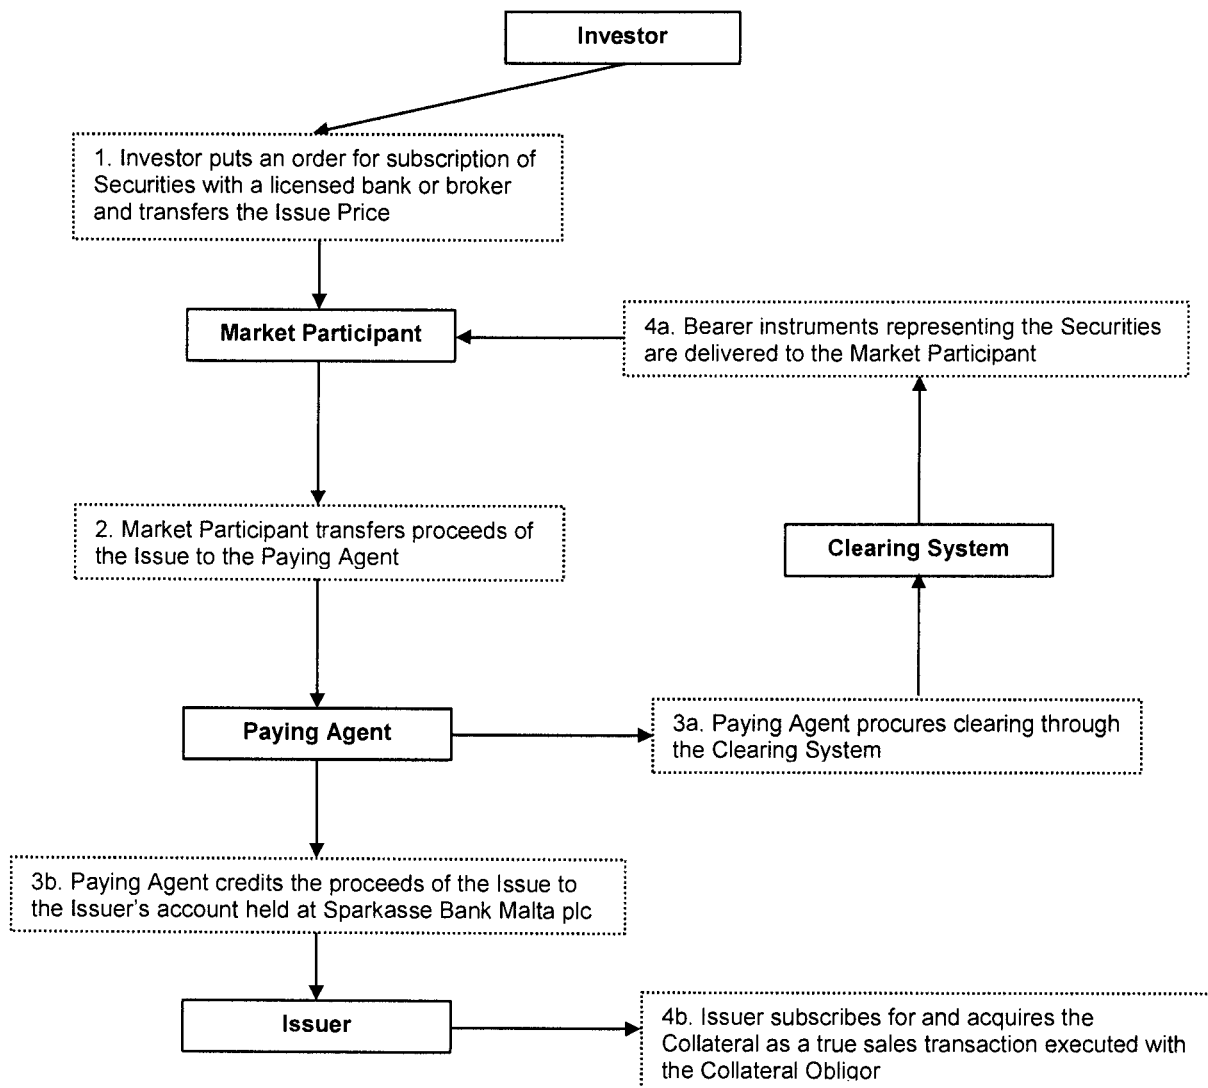 Investor
1. Investor puts an order for subscription of
Securities with a licensed bank or broker
and transfers the Issue Price
Market Participant
4a. Bearer instruments representing the Securities
are delivered to the Market Participant
2. Market Participant transfers proceeds of
the Issue to the Paying Agent
Clearing System
Paying Agent
3a. Paying Agent procures clearing through
the Clearing System
3b. Paying Agent credits the proceeds of the Issue to
the Issuer's account held at Sparkasse Bank Malta plc
Issuer
4b. Issuer subscribes for and acquires the
Collateral as a true sales transaction executed with
the Collateral Obligor